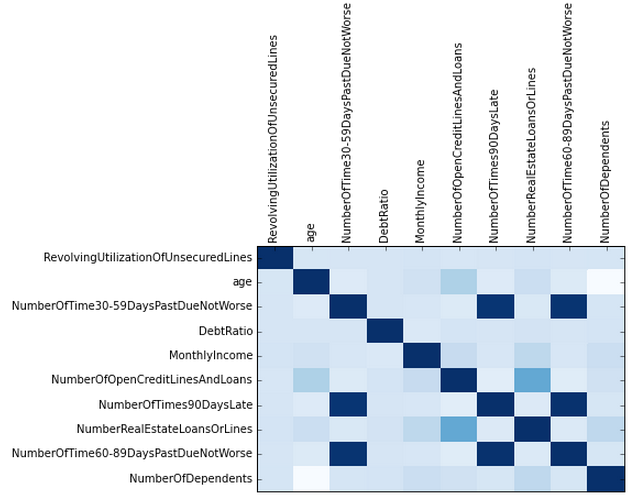 RevolvingUtilizationOfUnsecuredLines
age
NumberOfTime30-59DaysPastDueNotWorse
DebtRatio
MonthlyIncome
NumberOfOpenCreditLinesAndLoans
NumberOfTimes90DaysLate
NumberRealEstateLoansOrLines
NumberOfTime60-89DaysPastDueNotWorse
NumberOfDependents
RevolvingUtilizationOfUnsecuredLines
age
NumberOfTime30-59DaysPastDueNotWorse
DebtRatio
MonthlyIncome
NumberOfOpenCreditLinesAndLoans
NumberOfTimes90DaysLate
NumberRealEstateLoansOrLines
NumberOfTime60-89DaysPastDueNotWorse
NumberOfDependents